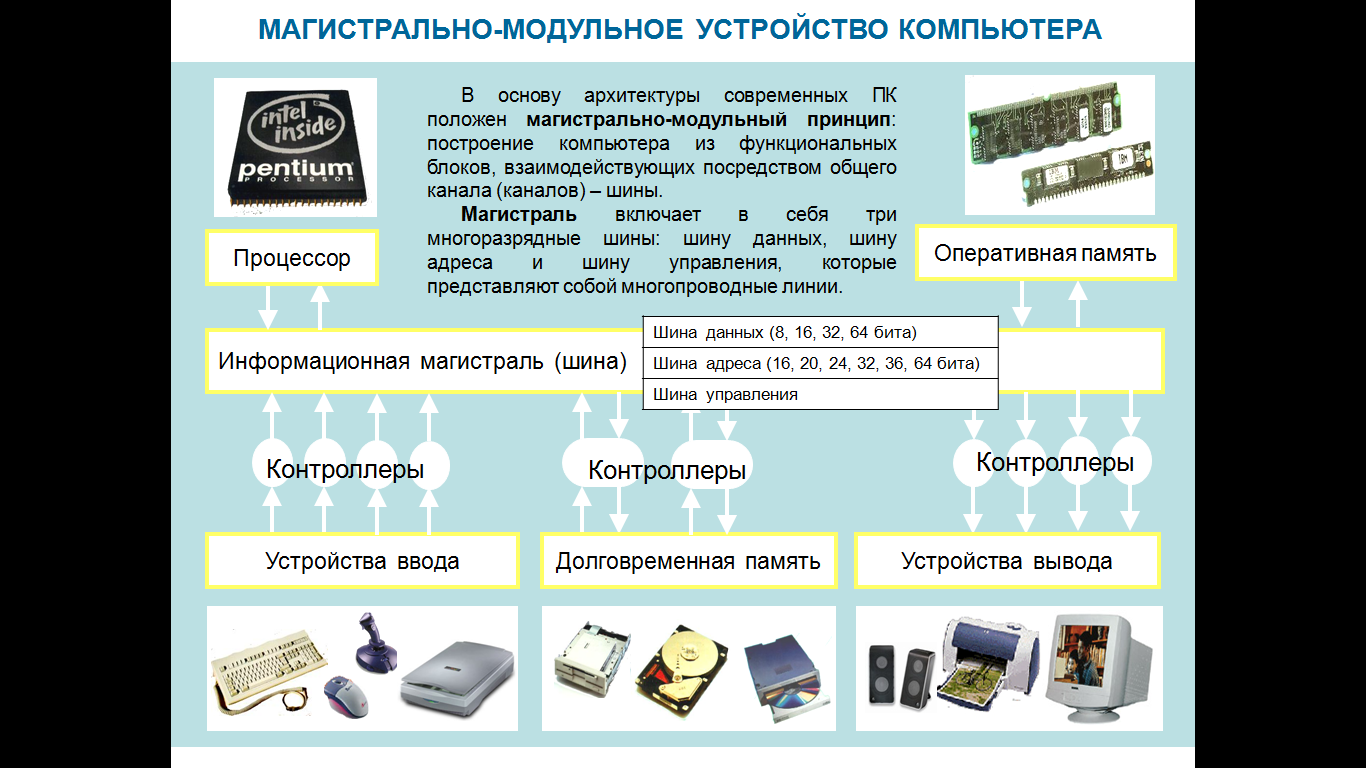 МАГИСТРАЛЬНО-МОДУЛЬНОЕ УСТРОЙСТВО КОМПЬЮТЕРА
intel
inside
pentium
PROCESSOR
В основу архитектуры современных ПК
положен магистрально-модульный принцип:
построение компьютера из функциональных
блоков, взаимодействующих посредством общего
канала (каналов) – шины.
Магистраль включает в себя три
многоразрядные шины: шину данных, шину
адреса и шину управления, которые
представляют собой многопроводные линии.
IBM
Процессор
Оперативная память
Информационная магистраль (шина)
Шина данных (8, 16, 32, 64 бита)
Шина адреса (16, 20, 24, 32, 36, 64 бита)
Шина управления
Контроллеры
Контроллеры
Контроллеры
Устройства ввода
Долговременная память
Устройства вывода